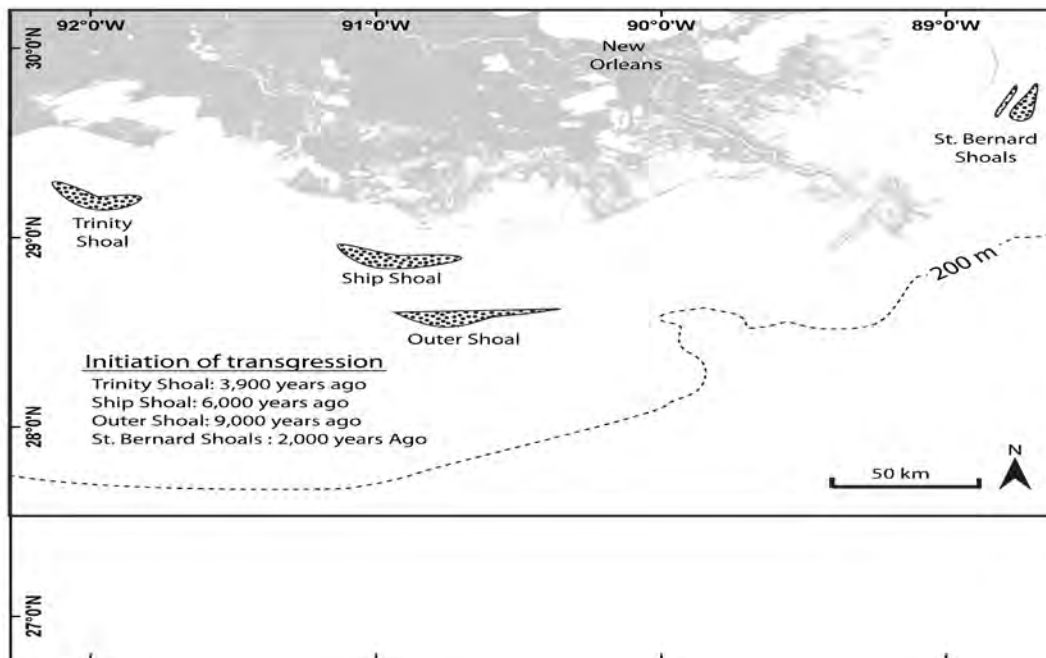 92°0'W 91°0'W 90°0'W 89°0'W
30°0'N
New
Orleans
St. Bernard
Shoals
Trinity
Shoal
29°0'N
Ship Shoal
200 m
Outer Shoal
Initiation of transgression
Trinity Shoal: 3,900 years ago
Ship Shoal: 6,000 years ago
Outer Shoal: 9,000 years ago
St. Bernard Shoals : 2,000 years Ago
28°0'N
N
50 km
27°0'N